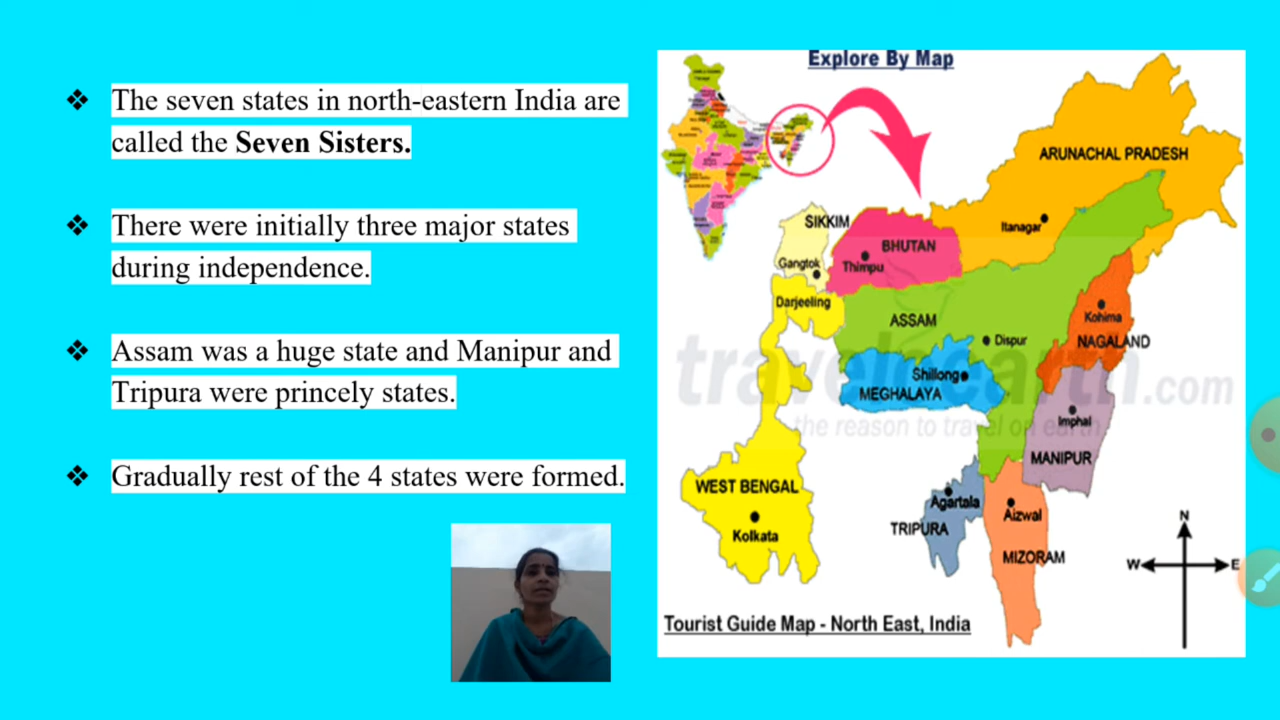 ❖ The seven states in north-eastern India are
called the Seven Sisters.
❖ There were initially three major states
during independence.
❖ Assam was a huge state and Manipur and
Tripura were princely states.
❖ Gradually rest of the 4 states were formed.
Explore By Map
ARUNACHAL PRADESH
SIKKIM
Itanagar
BHUTAN
Gangtok
Thimpu
Darjeeling
ASSAM
Kohima
Dispur
NAGALAND
Shillong
MEGHALAYA
travelnearth.com
the reason to travel on earth
Imphal
MANIPUR
WEST BENGAL
Agartala
Aizwal
Kolkata
TRIPURA
MIZORAM
N
W
E
Tourist Guide Map - North East, India